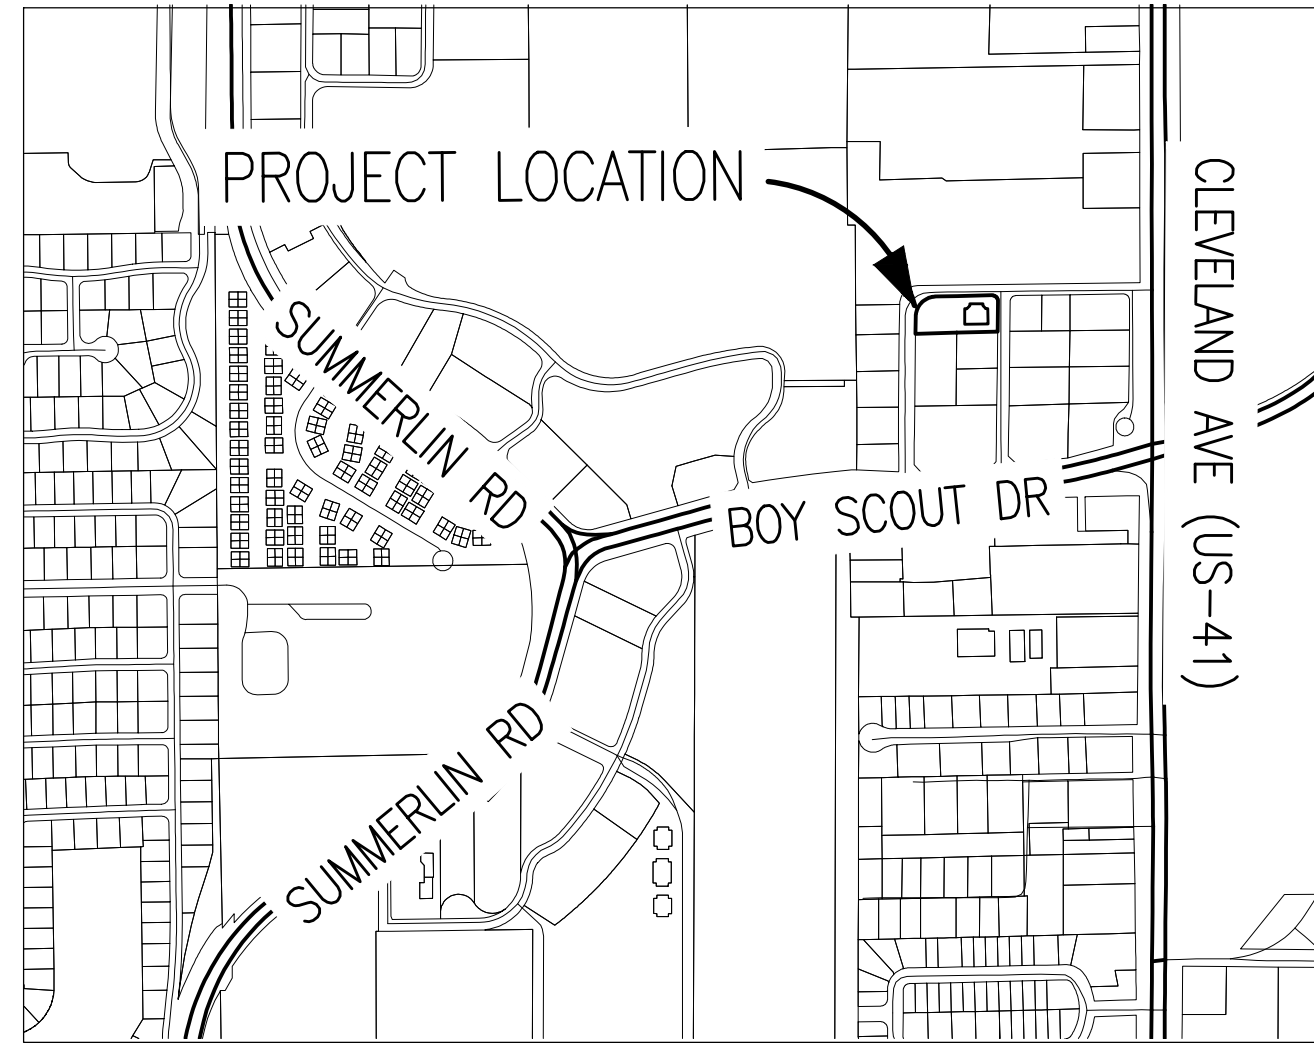 PROJECT LOCATION
CLEVELAND AVE (US-41)
SUMMERLIN RD
BOY SCOUT DR
SUMMERLIN RD